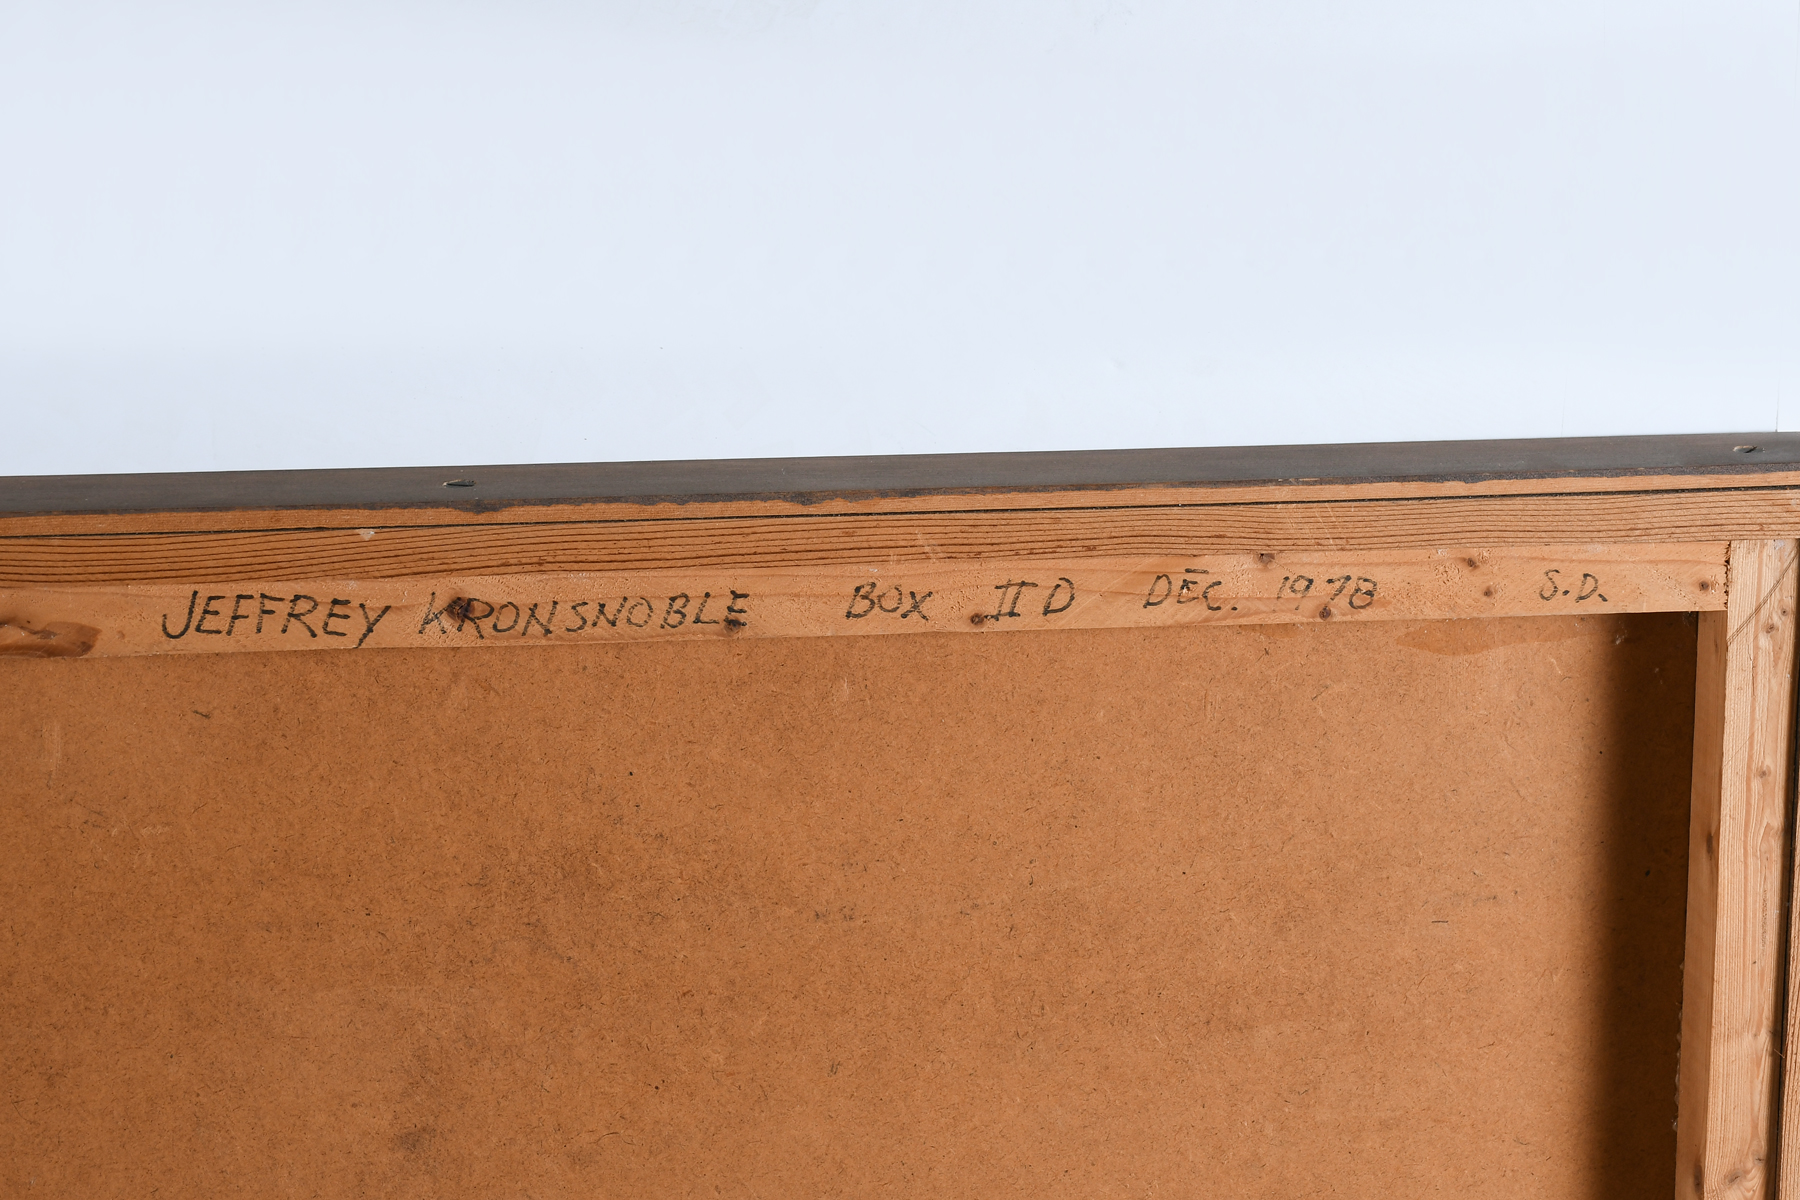 JEFFREY KRONSNOBLE BOX II D DEC. 1978 S.D.